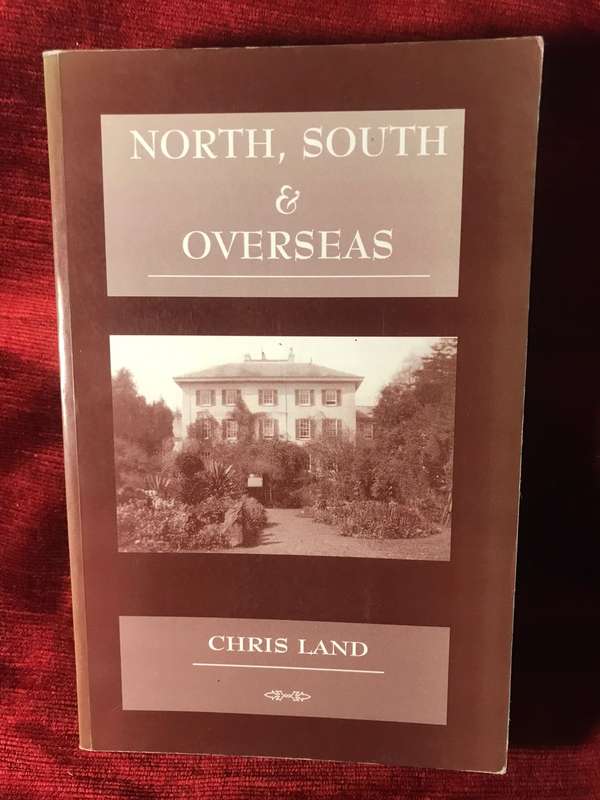 NORTH, SOUTH
&
OVERSEAS
CHRIS LAND